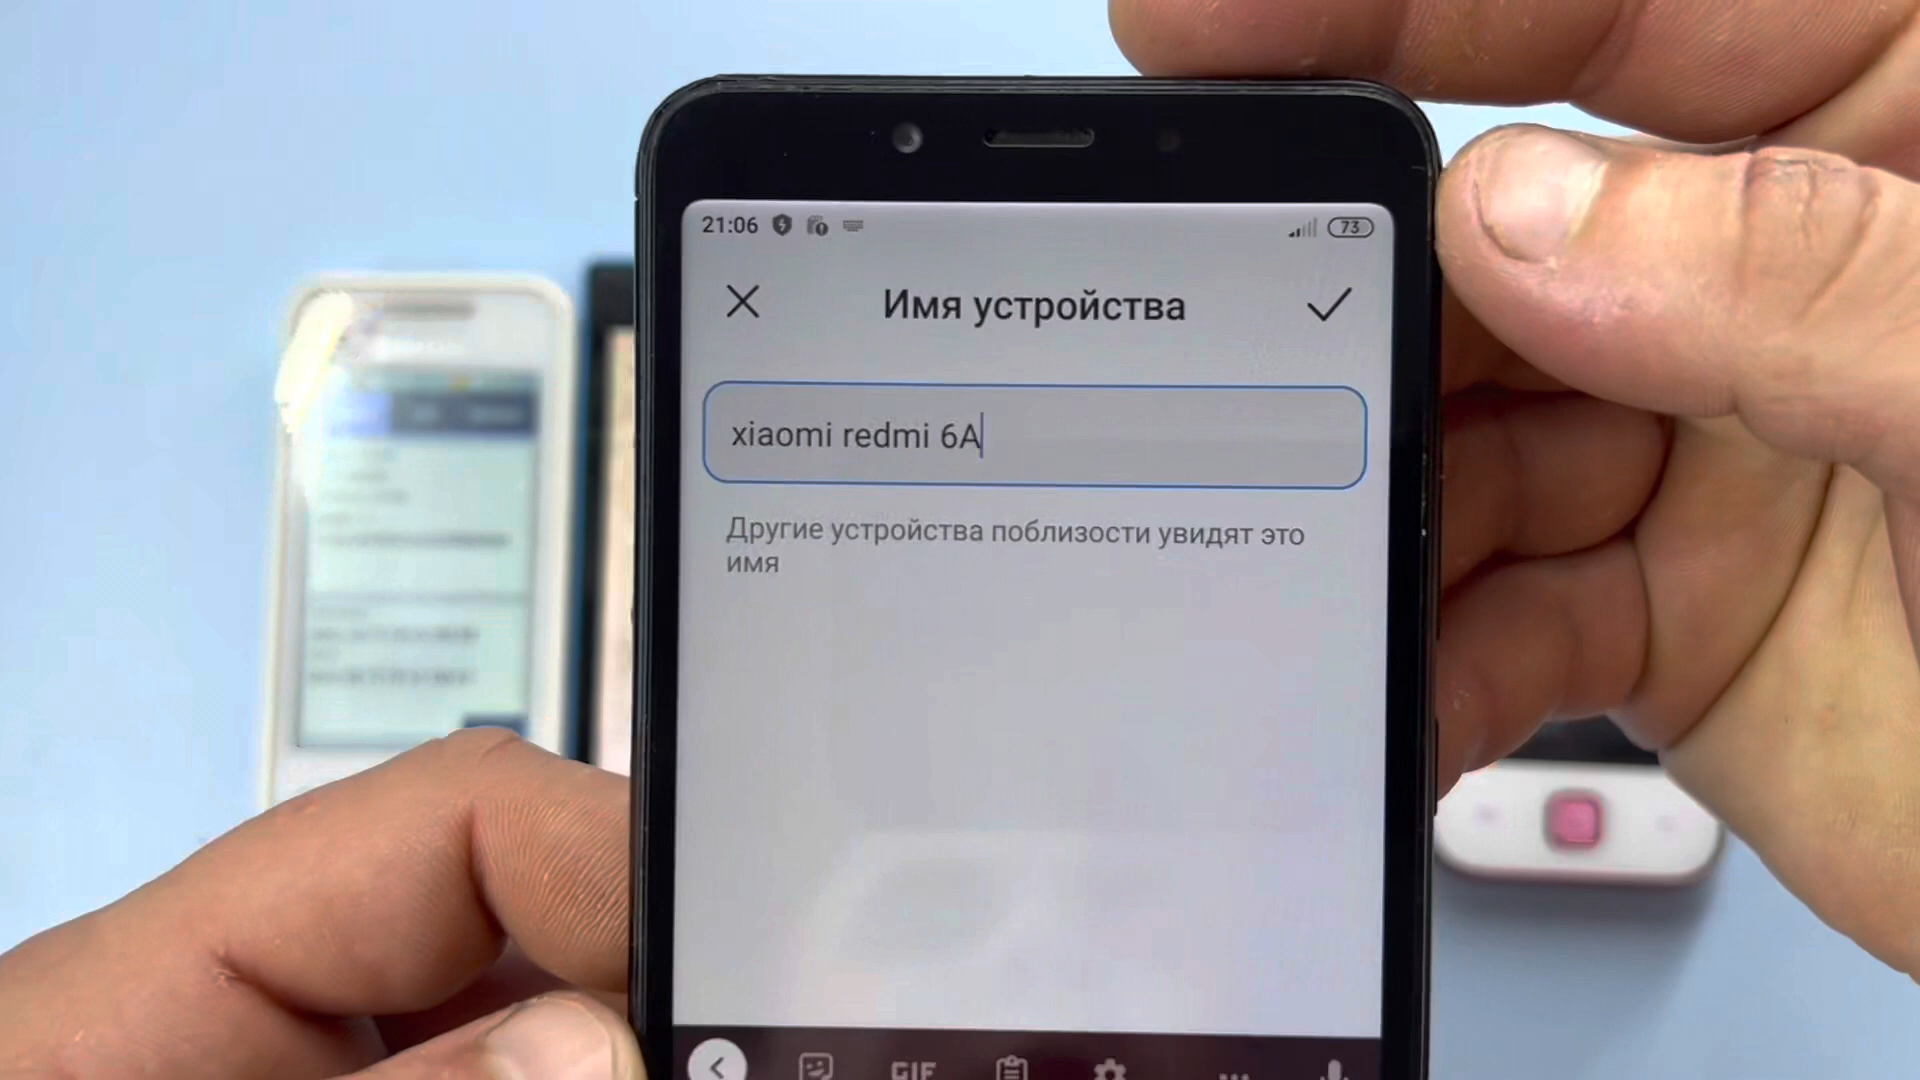 21:06
73
Имя устройства
xiaomi redmi 6A
Другие устройства поблизости увидят это
имя
GIF